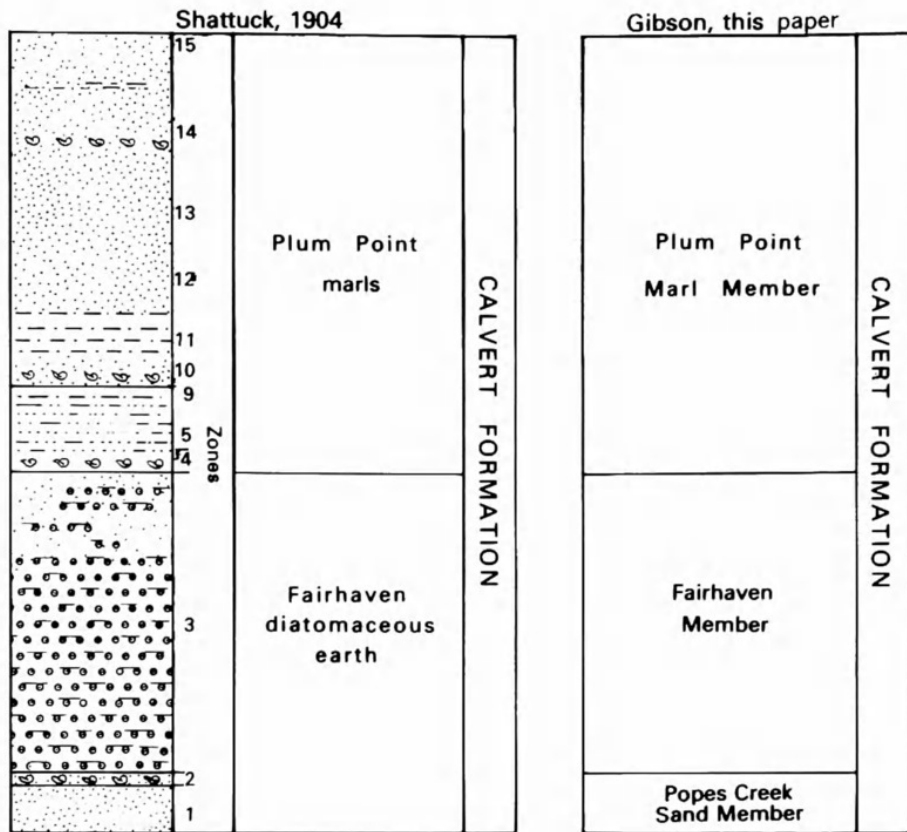 Shattuck, 1904
Gibson, this paper
15
14
13
12
11
10
9
5
4
Zones
3
2
1
Plum Point
marls
Fairhaven
diatomaceous
earth
CALVERT FORMATION
Plum Point
Marl Member
Fairhaven
Member
Popes Creek
Sand Member
CALVERT FORMATION